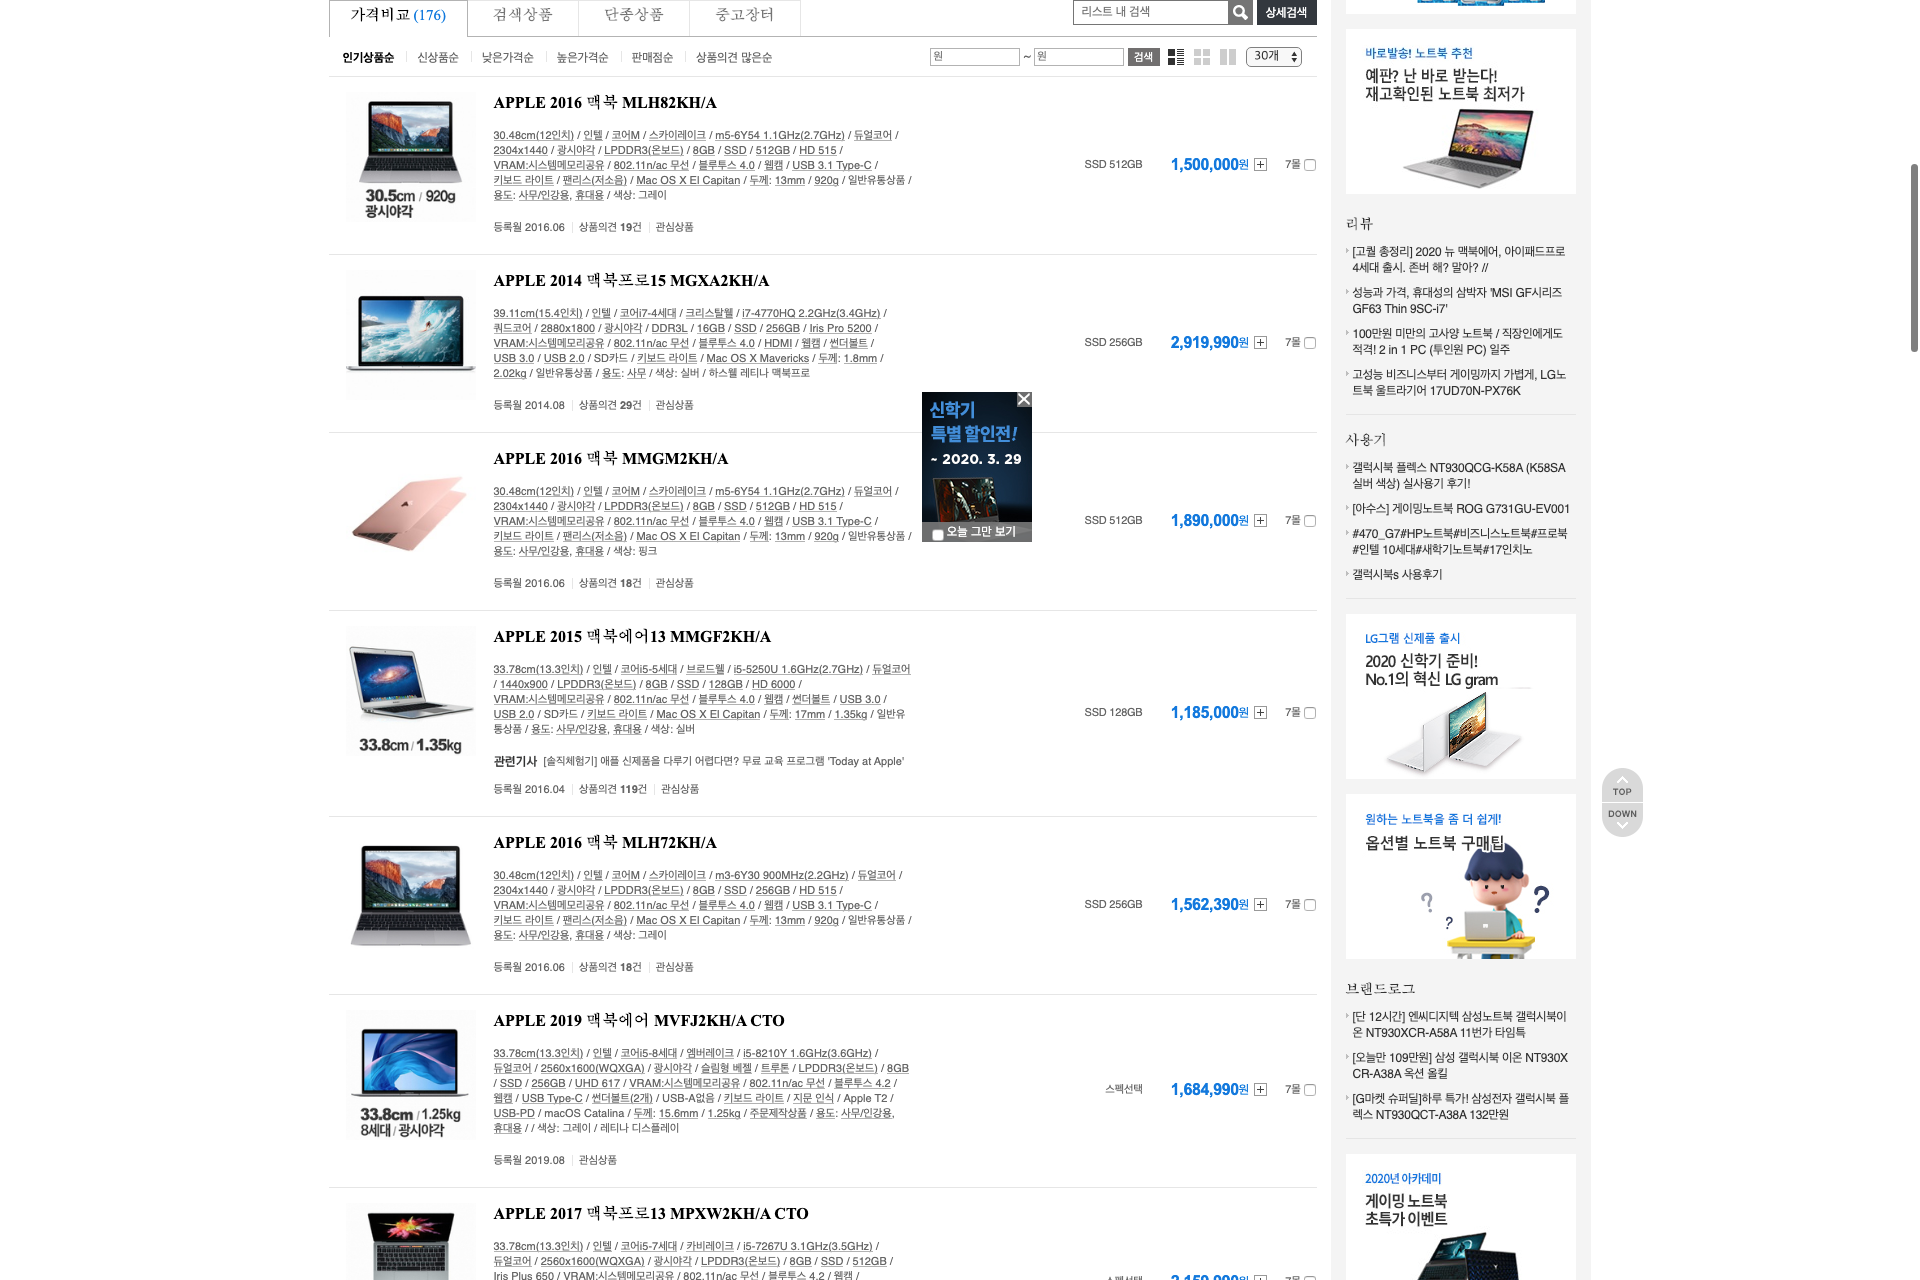 가격비교 (176)
검색상품
단종상품
중고장터
리스트 내 검색
상세검색
인기상품순
신상품순
낮은가격순
높은가격순
판매점순
상품의견 많은순
원 ~ 원 검색
30개
30.5cm / 920g
광시야각
APPLE 2016 맥북 MLH82KH/A
30.48cm(12인치) / 인텔 / 코어M / 스카이레이크 / m5-6Y54 1.1GHz(2.7GHz) / 듀얼코어 /
2304x1440 / 광시야각 / LPDDR3(온보드) / 8GB / SSD / 512GB / HD 515 /
VRAM:시스템메모리공유 / 802.11n/ac 무선 / 블루투스 4.0 / 웹캠 / USB 3.1 Type-C /
키보드 라이트 / 팬리스(저소음) / Mac OS X El Capitan / 두께: 13mm / 920g / 일반유통상품 /
용도: 사무/인강용, 휴대용 / 색상: 그레이
등록월 2016.06 상품의견 19건 관심상품
SSD 512GB
1,500,000원
7몰
APPLE 2014 맥북프로15 MGXA2KH/A
39.11cm(15.4인치) / 인텔 / 코어i7-4세대 / 크리스탈웰 / i7-4770HQ 2.2GHz(3.4GHz) /
쿼드코어 / 2880x1800 / 광시야각 / DDR3L / 16GB / SSD / 256GB / Iris Pro 5200 /
VRAM:시스템메모리공유 / 802.11n/ac 무선 / 블루투스 4.0 / HDMI / 웹캠 / 썬더볼트 /
USB 3.0 / USB 2.0 / SD카드 / 키보드 라이트 / Mac OS X Mavericks / 두께: 1.8mm /
2.02kg / 일반유통상품 / 용도: 사무 / 색상: 실버 / 하스웰 레티나 맥북프로
등록월 2014.08 상품의견 29건 관심상품
SSD 256GB
2,919,990원
7몰
신학기
특별 할인전!
~ 2020. 3. 29
오늘 그만 보기
APPLE 2016 맥북 MMGM2KH/A
30.48cm(12인치) / 인텔 / 코어M / 스카이레이크 / m5-6Y54 1.1GHz(2.7GHz) / 듀얼코어 /
2304x1440 / 광시야각 / LPDDR3(온보드) / 8GB / SSD / 512GB / HD 515 /
VRAM:시스템메모리공유 / 802.11n/ac 무선 / 블루투스 4.0 / 웹캠 / USB 3.1 Type-C /
키보드 라이트 / 팬리스(저소음) / Mac OS X El Capitan / 두께: 13mm / 920g / 일반유통상품 /
용도: 사무/인강용, 휴대용 / 색상: 핑크
등록월 2016.06 상품의견 18건 관심상품
SSD 512GB
1,890,000원
7몰
33.8cm / 1.35kg
APPLE 2015 맥북에어13 MMGF2KH/A
33.78cm(13.3인치) / 인텔 / 코어i5-5세대 / 브로드웰 / i5-5250U 1.6GHz(2.7GHz) / 듀얼코어
/ 1440x900 / LPDDR3(온보드) / 8GB / SSD / 128GB / HD 6000 /
VRAM:시스템메모리공유 / 802.11n/ac 무선 / 블루투스 4.0 / 웹캠 / 썬더볼트 / USB 3.0 /
USB 2.0 / SD카드 / 키보드 라이트 / Mac OS X El Capitan / 두께: 17mm / 1.35kg / 일반유
통상품 / 용도: 사무/인강용, 휴대용 / 색상: 실버
관련기사 [솔직체험기] 애플 신제품을 다루기 어렵다면? 무료 교육 프로그램 'Today at Apple'
등록월 2016.04 상품의견 119건 관심상품
SSD 128GB
1,185,000원
7몰
APPLE 2016 맥북 MLH72KH/A
30.48cm(12인치) / 인텔 / 코어M / 스카이레이크 / m3-6Y30 900MHz(2.2GHz) / 듀얼코어 /
2304x1440 / 광시야각 / LPDDR3(온보드) / 8GB / SSD / 256GB / HD 515 /
VRAM:시스템메모리공유 / 802.11n/ac 무선 / 블루투스 4.0 / 웹캠 / USB 3.1 Type-C /
키보드 라이트 / 팬리스(저소음) / Mac OS X El Capitan / 두께: 13mm / 920g / 일반유통상품 /
용도: 사무/인강용, 휴대용 / 색상: 그레이
등록월 2016.06 상품의견 18건 관심상품
SSD 256GB
1,562,390원
7몰
33.8cm / 1.25kg
8세대 / 광시야각
APPLE 2019 맥북에어 MVFJ2KH/A CTO
33.78cm(13.3인치) / 인텔 / 코어i5-8세대 / 엠버레이크 / i5-8210Y 1.6GHz(3.6GHz) /
듀얼코어 / 2560x1600(WQXGA) / 광시야각 / 슬림형 베젤 / 트루톤 / LPDDR3(온보드) / 8GB
/ SSD / 256GB / UHD 617 / VRAM:시스템메모리공유 / 802.11n/ac 무선 / 블루투스 4.2 /
웹캠 / USB Type-C / 썬더볼트(2개) / USB-A없음 / 키보드 라이트 / 지문 인식 / Apple T2 /
USB-PD / macOS Catalina / 두께: 15.6mm / 1.25kg / 주문제작상품 / 용도: 사무/인강용,
휴대용 / / 색상: 그레이 / 레티나 디스플레이
등록월 2019.08 관심상품
스펙선택
1,684,990원
7몰
APPLE 2017 맥북프로13 MPXW2KH/A CTO
33.78cm(13.3인치) / 인텔 / 코어i5-7세대 / 카비레이크 / i5-7267U 3.1GHz(3.5GHz) /
듀얼코어 / 2560x1600(WQXGA) / 광시야각 / LPDDR3(온보드) / 8GB / SSD / 512GB /
Iris Plus 650 / VRAM:시스템메모리공유 / 802.11n/ac 무선 / 블루투스 4.2 / 웹캠 /
스펙선택
2,159,000원
7몰
바로발송! 노트북 추천
예판? 난 바로 받는다!
재고확인된 노트북 최저가
리뷰
[고퀄 총정리] 2020 뉴 맥북에어, 아이패드프로
4세대 출시. 존버 해? 말아? //
성능과 가격, 휴대성의 삼박자 'MSI GF시리즈
GF63 Thin 9SC-i7'
100만원 미만의 고사양 노트북 / 직장인에게도
적격! 2 in 1 PC (투인원 PC) 일주
고성능 비즈니스부터 게이밍까지 가볍게, LG노
트북 울트라기어 17UD70N-PX76K
사용기
갤럭시북 플렉스 NT930QCG-K58A (K58SA
실버 색상) 실사용기 후기!
[아수스] 게이밍노트북 ROG G731GU-EV001
#470_G7#HP노트북#비즈니스노트북#프로북
#인텔 10세대#새학기노트북#17인치노
갤럭시북s 사용후기
LG그램 신제품 출시
2020 신학기 준비!
No.1의 혁신 LG gram
원하는 노트북을 좀 더 쉽게!
옵션별 노트북 구매팁
? ? ?
브랜드로그
[단 12시간] 엔씨디지텍 삼성노트북 갤럭시북이
온 NT930XCR-A58A 11번가 타임특
[오늘만 109만원] 삼성 갤럭시북 이온 NT930X
CR-A38A 옥션 올킬
[G마켓 슈퍼딜]하루 특가! 삼성전자 갤럭시북 플
렉스 NT930QCT-A38A 132만원
2020년 아카데미
게이밍 노트북
초특가 이벤트
TOP
DOWN